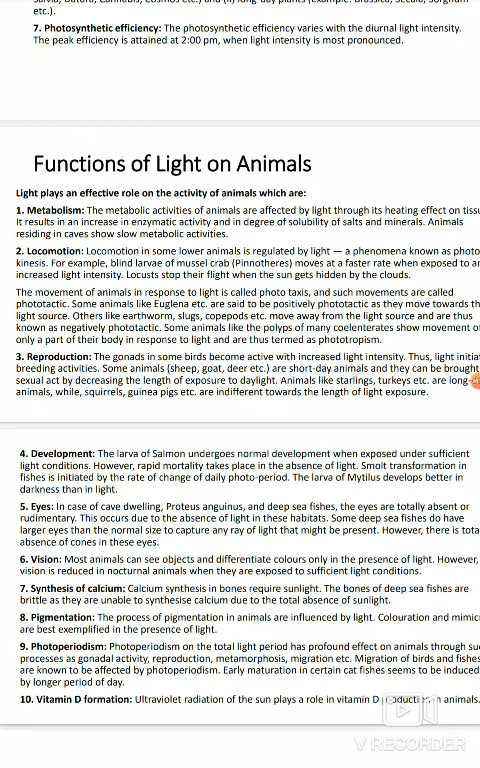 etc.).
7. Photosynthetic efficiency: The photosynthetic efficiency varies with the diurnal light intensity.
The peak efficiency is attained at 2:00 pm, when light intensity is most pronounced.
Functions of Light on Animals
Light plays an effective role on the activity of animals which are:
1. Metabolism: The metabolic activities of animals are affected by light through its heating effect on tissu
It results in an increase in enzymatic activity and in degree of solubility of salts and minerals. Animals
residing in caves show slow metabolic activities.
2. Locomotion: Locomotion in some lower animals is regulated by light — a phenomenon known as photo
kinesis. For example, blind larvae of mussel crab (Pinnotheres) moves at a faster rate when exposed to an
increased light intensity. Locusts stop their flight when the sun gets hidden by the clouds.
The movement of animals in response to light is called photo taxis, and such movements are called
phototactic. Some animals like Euglena etc. are said to be positively phototactic as they move towards th
light source. Others like earthworm, slugs, copepods etc. move away from the light source and are thus
known as negatively phototactic. Some animals like the polyps of many coelenterates show movement of
only a part of their body in response to light and are thus termed as phototropism.
3. Reproduction: The gonads in some birds become active with increased light intensity. Thus, light initiat
breeding activities. Some animals (sheep, goat, deer etc.) are short-day animals and they can be brought
sexual act by decreasing the length of exposure to daylight. Animals like starlings, turkeys etc. are long-
animals, while, squirrels, guinea pigs etc. are indifferent towards the length of light exposure.
4. Development: The larva of Salmon undergoes normal development when exposed under sufficient
light conditions. However, rapid mortality takes place in the absence of light. Smolt transformation in
fishes is initiated by the rate of change of daily photo-period. The larva of Mytilus develops better in
darkness than in light.
5. Eyes: In case of cave dwelling, Proteus anguinus, and deep sea fishes, the eyes are totally absent or
rudimentary. This occurs due to the absence of light in these habitats. Some deep sea fishes do have
larger eyes than the normal size to capture any ray of light that might be present. However, there is tota
absence of cones in these eyes.
6. Vision: Most animals can see objects and differentiate colours only in the presence of light. However,
vision is reduced in nocturnal animals when they are exposed to sufficient light conditions.
7. Synthesis of calcium: Calcium synthesis in bones require sunlight. The bones of deep sea fishes are
brittle as they are unable to synthesise calcium due to the total absence of sunlight.
8. Pigmentation: The process of pigmentation in animals are influenced by light. Colouration and mimic
are best exemplified in the presence of light.
9. Photoperiodism: Photoperiodism on the total light period has profound effect on animals through su
processes as gonadal activity, reproduction, metamorphosis, migration etc. Migration of birds and fishes
are known to be affected by photoperiodism. Early maturation in certain cat fishes seems to be induced
by longer period of day.
10. Vitamin D formation: Ultraviolet radiation of the sun plays a role in vitamin D production in animals.
V RECORDER